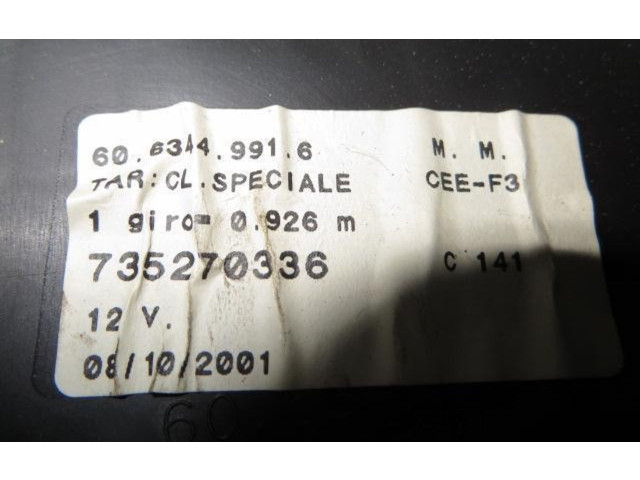 60.6344.991.6 M. M.
TAR:CL.SPECIALE CEE-F3
1 giro= 0.926 m
735270336 C 141
12 V.
08/10/2001
60